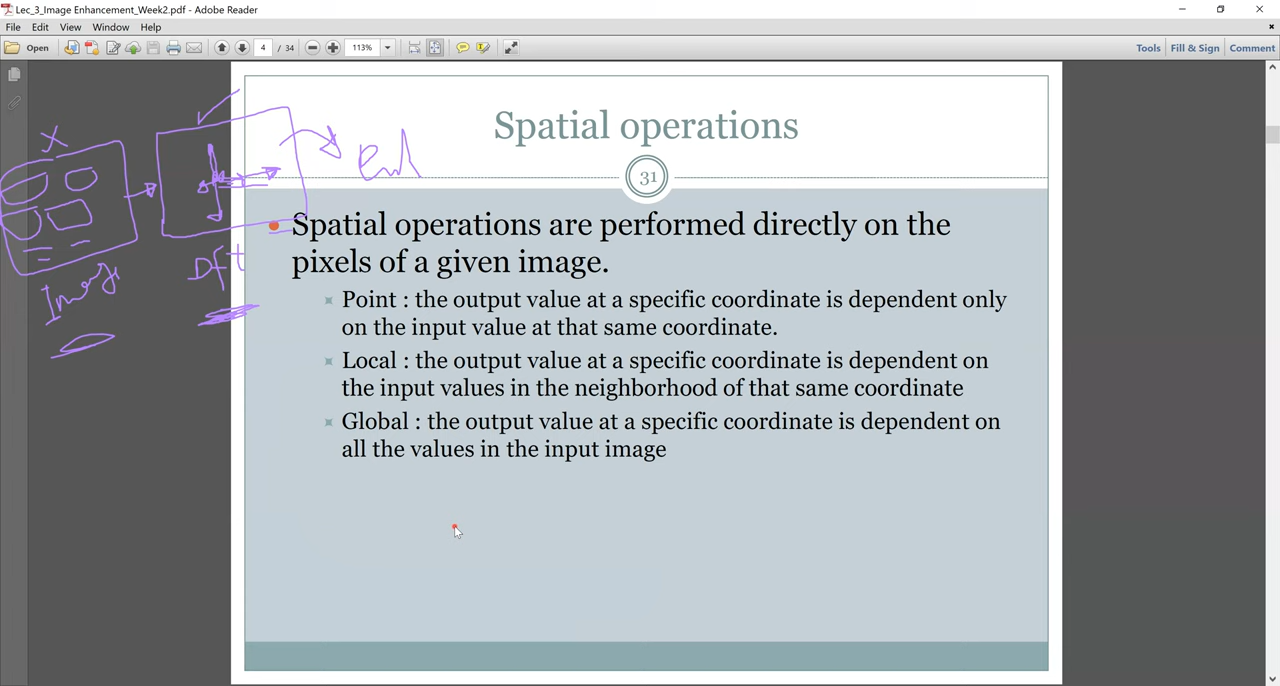 Lec_3_Image Enhancement_Week2.pdf - Adobe Reader
File Edit View Window Help
Open 4 / 34 113% Tools Fill & Sign Comment
Spatial operations
31
Spatial operations are performed directly on the
pixels of a given image.
Point : the output value at a specific coordinate is dependent only
on the input value at that same coordinate.
Local : the output value at a specific coordinate is dependent on
the input values in the neighborhood of that same coordinate
Global : the output value at a specific coordinate is dependent on
all the values in the input image
X
Image
Dft